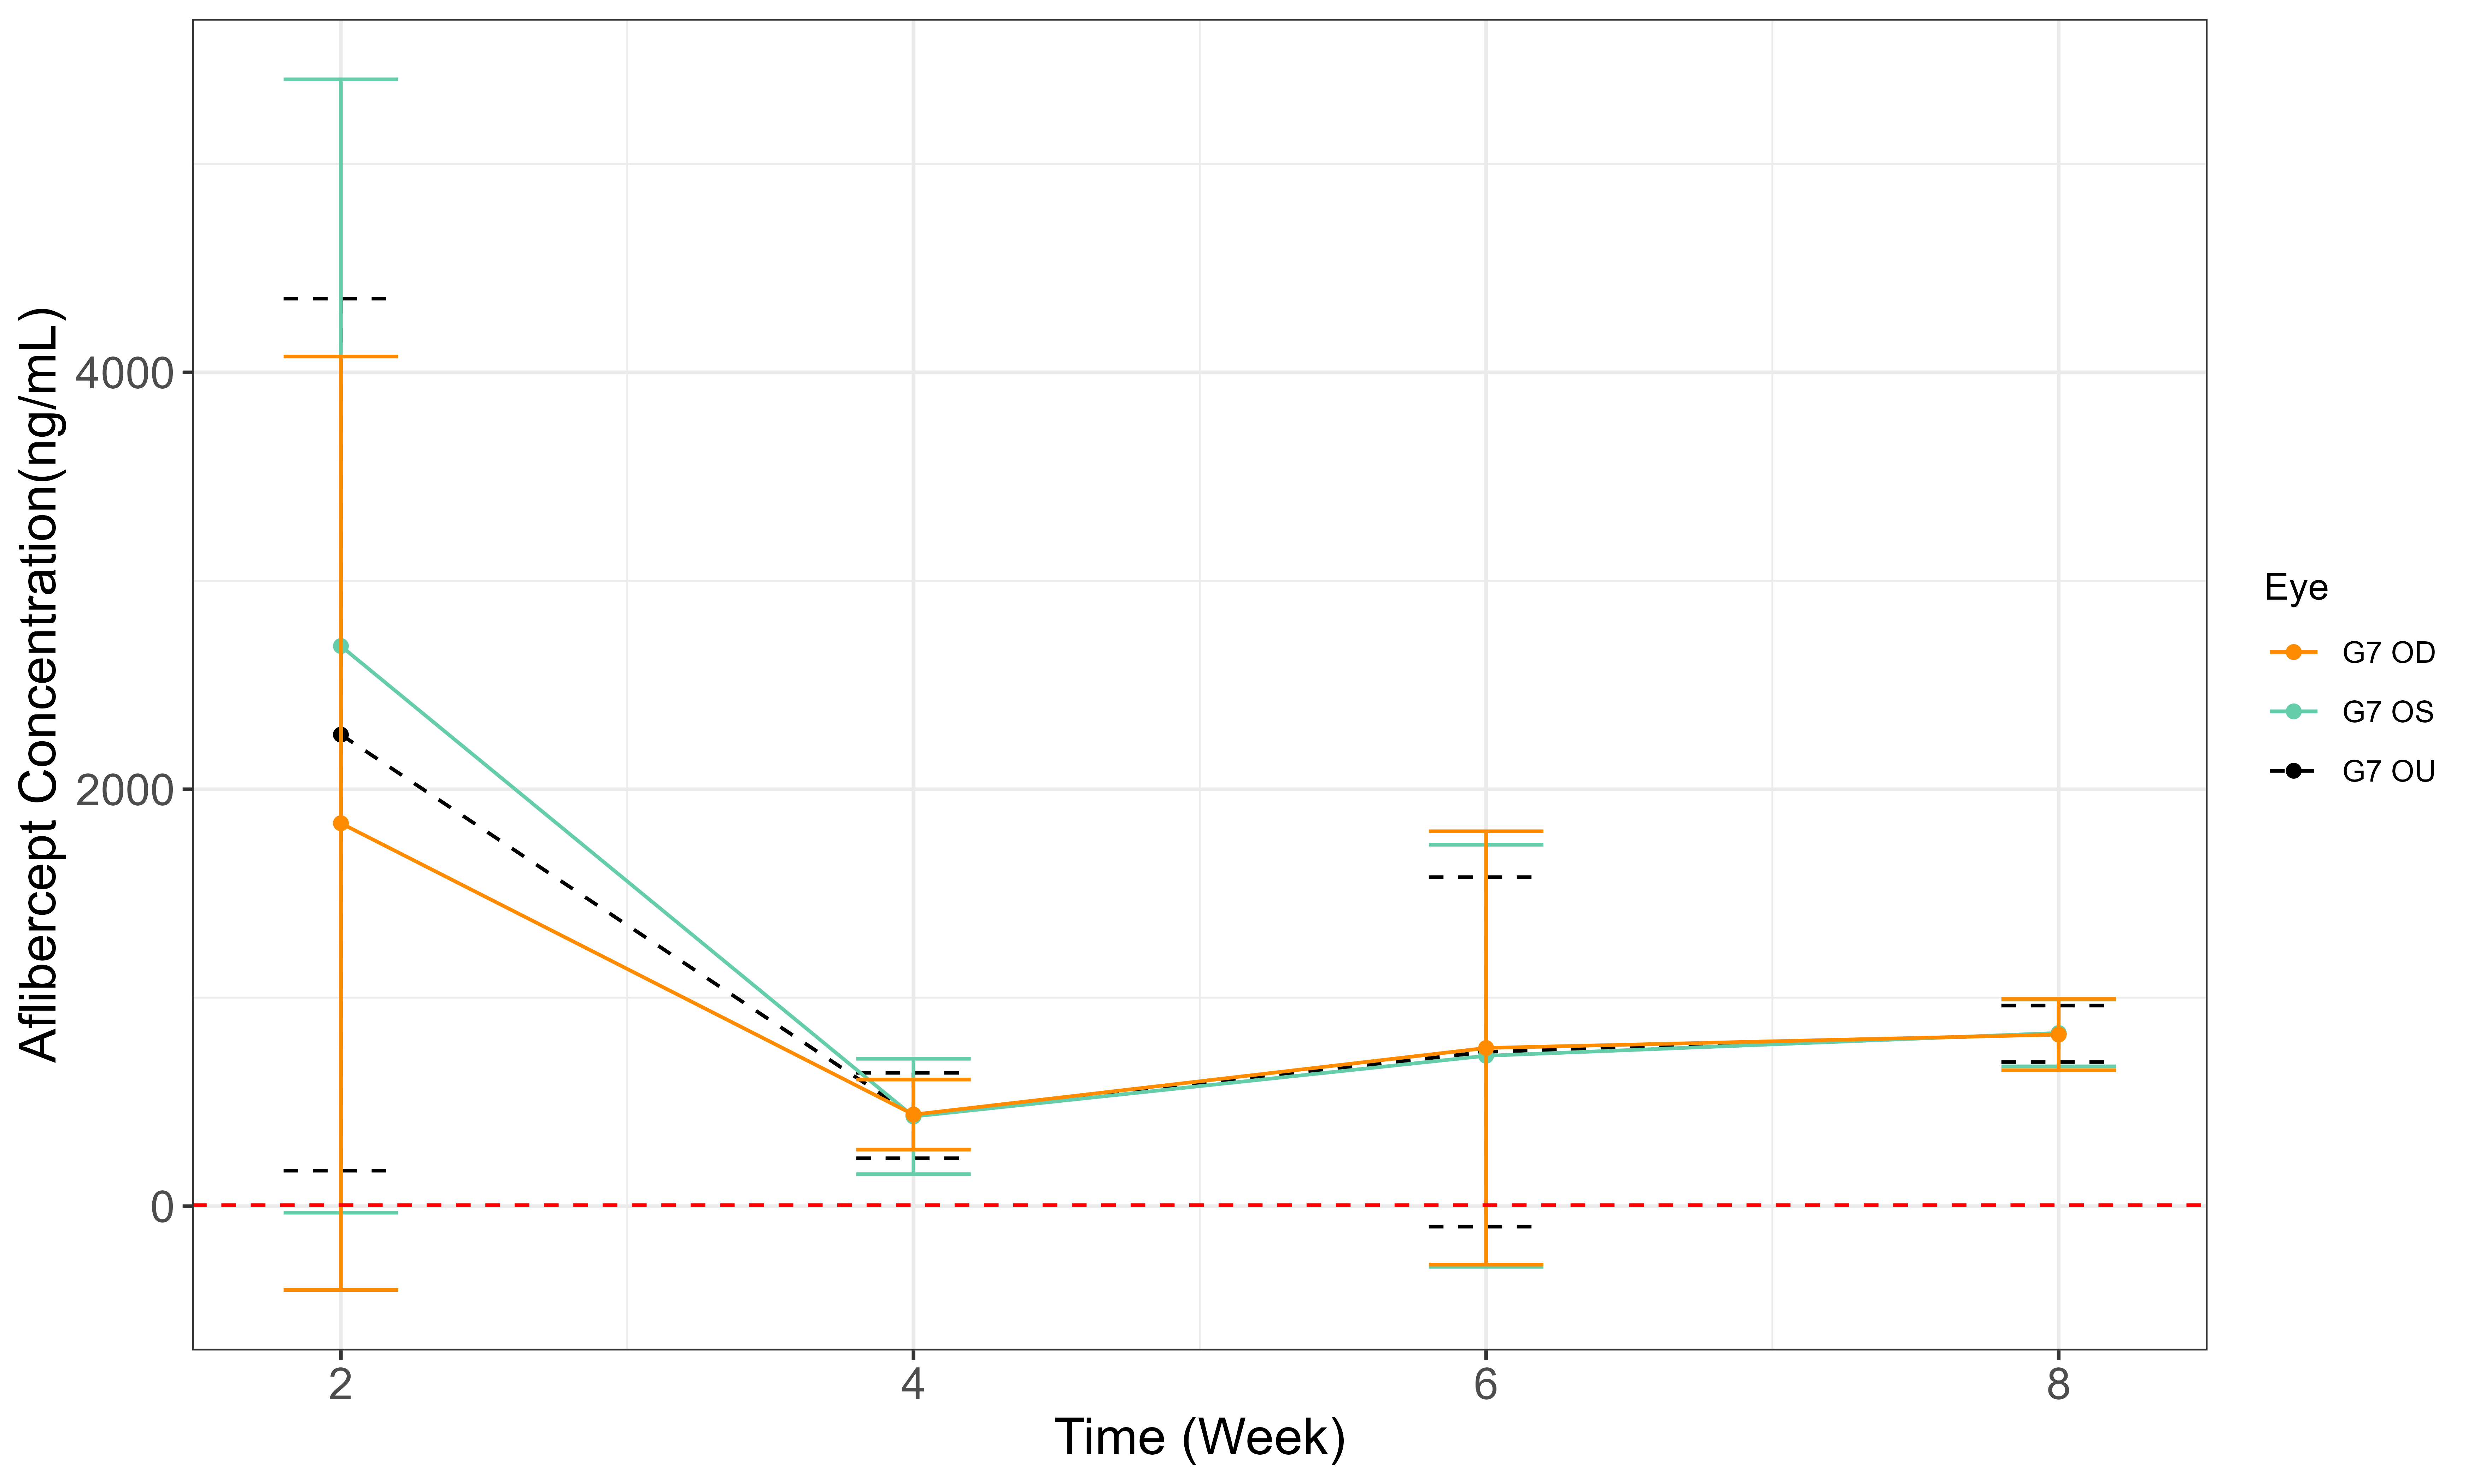 Aflibercept Concentration(ng/mL)
4000
2000
0
2
4
6
8
Time (Week)
Eye
G7 OD
G7 OS
G7 OU